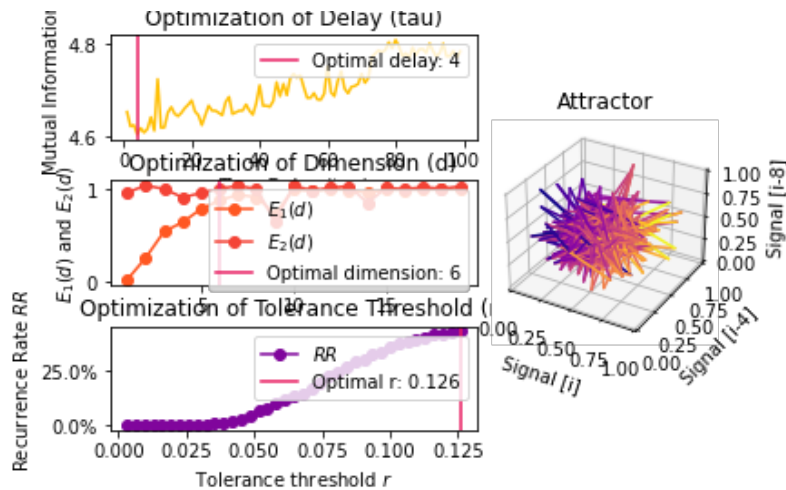 Optimization of Delay (tau)
Mutual Information
4.8
4.6
Optimal delay: 4
0 20 40 60 80 100
Optimization of Dimension (d)
E₁(d) and E₂(d)
1
0
E₁(d)
E₂(d)
Optimal dimension: 6
5 10 15
Optimization of Tolerance Threshold (r
Recurrence Rate RR
25.0%
0.0%
RR
Optimal r: 0.126
0.000 0.025 0.050 0.075 0.100 0.125
Tolerance threshold r
Attractor
1.00
0.75
0.50
0.25
0.00
Signal [i-8]
1.00
0.75
0.50
0.25
0.00
Signal [i-4]
0.00
0.25
0.50
0.75
1.00
Signal [i]